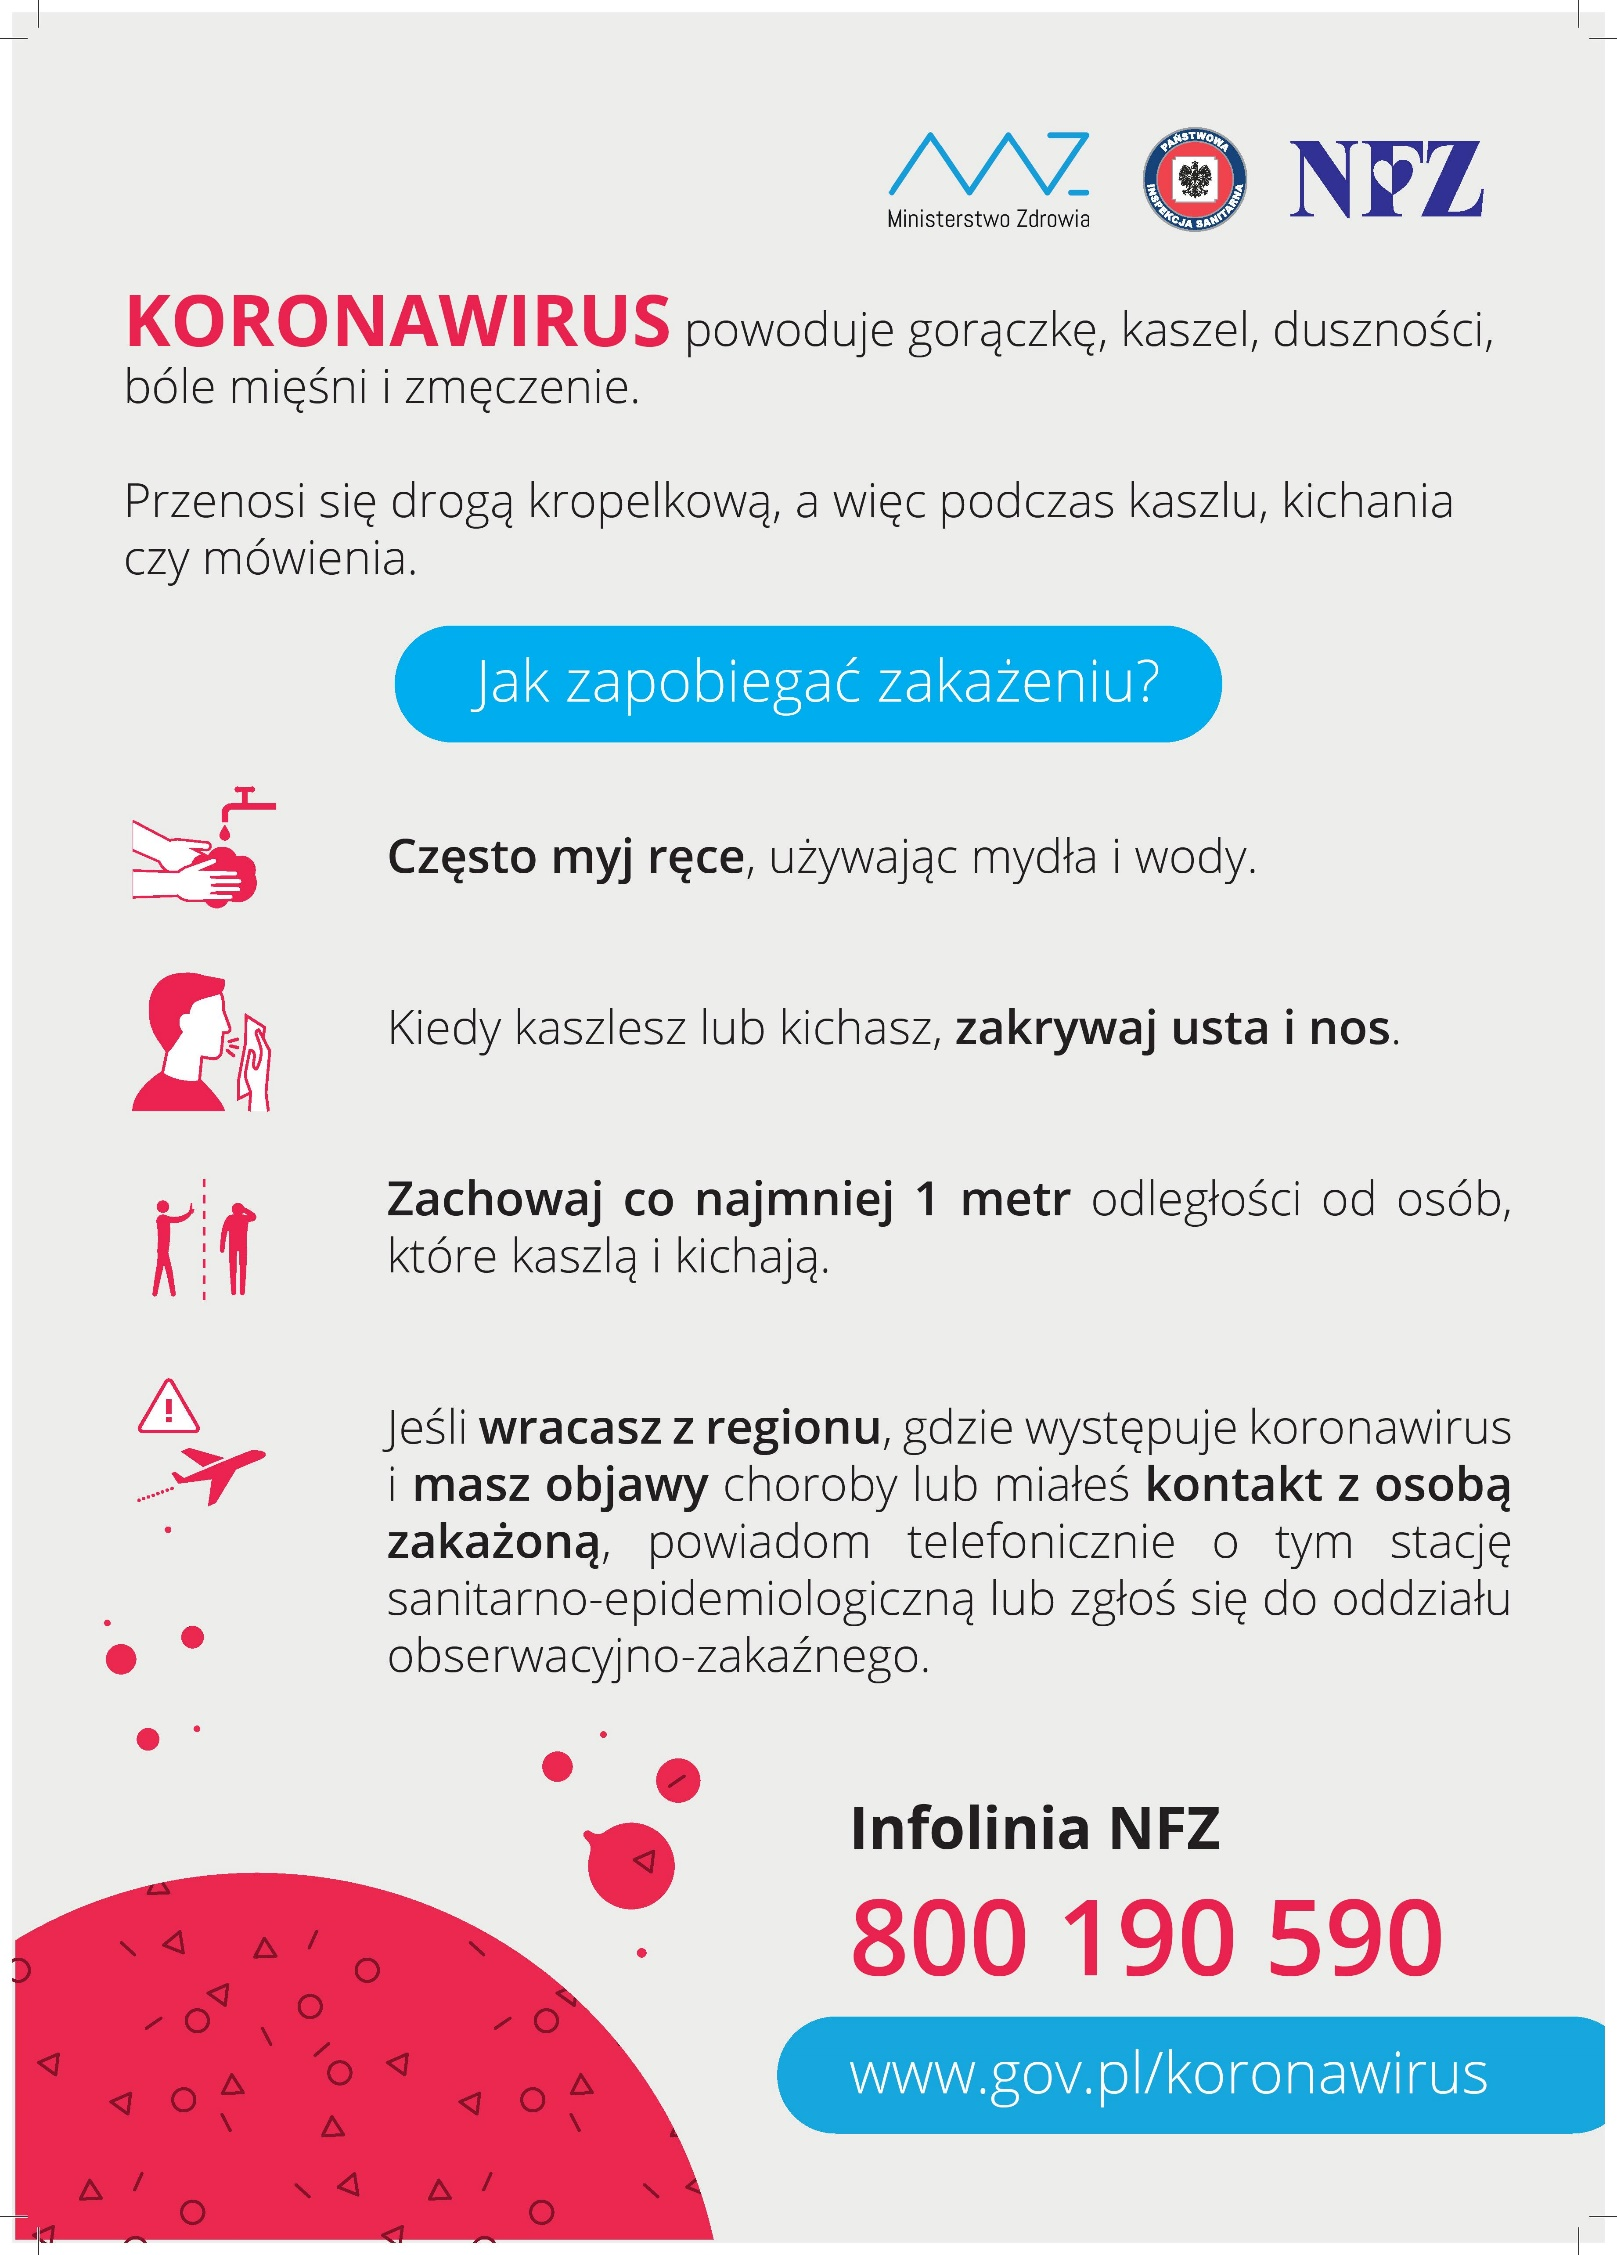 Ministerstwo Zdrowia
PAŃSTWOWA INSPEKCJA SANITARNA
NFZ
KORONAWIRUS powoduje gorączkę, kaszel, duszności,
bóle mięśni i zmęczenie.
Przenosi się drogą kropelkową, a więc podczas kaszlu, kichania
czy mówienia.
Jak zapobiegać zakażeniu?
Często myj ręce, używając mydła i wody.
Kiedy kaszlesz lub kichasz, zakrywaj usta i nos.
Zachowaj co najmniej 1 metr odległości od osób,
które kaszlą i kichają.
Jeśli wracasz z regionu, gdzie występuje koronawirus
i masz objawy choroby lub miałeś kontakt z osobą
zakażoną, powiadom telefonicznie o tym stację
sanitarno-epidemiologiczną lub zgłoś się do oddziału
obserwacyjno-zakaźnego.
Infolinia NFZ
800 190 590
www.gov.pl/koronawirus